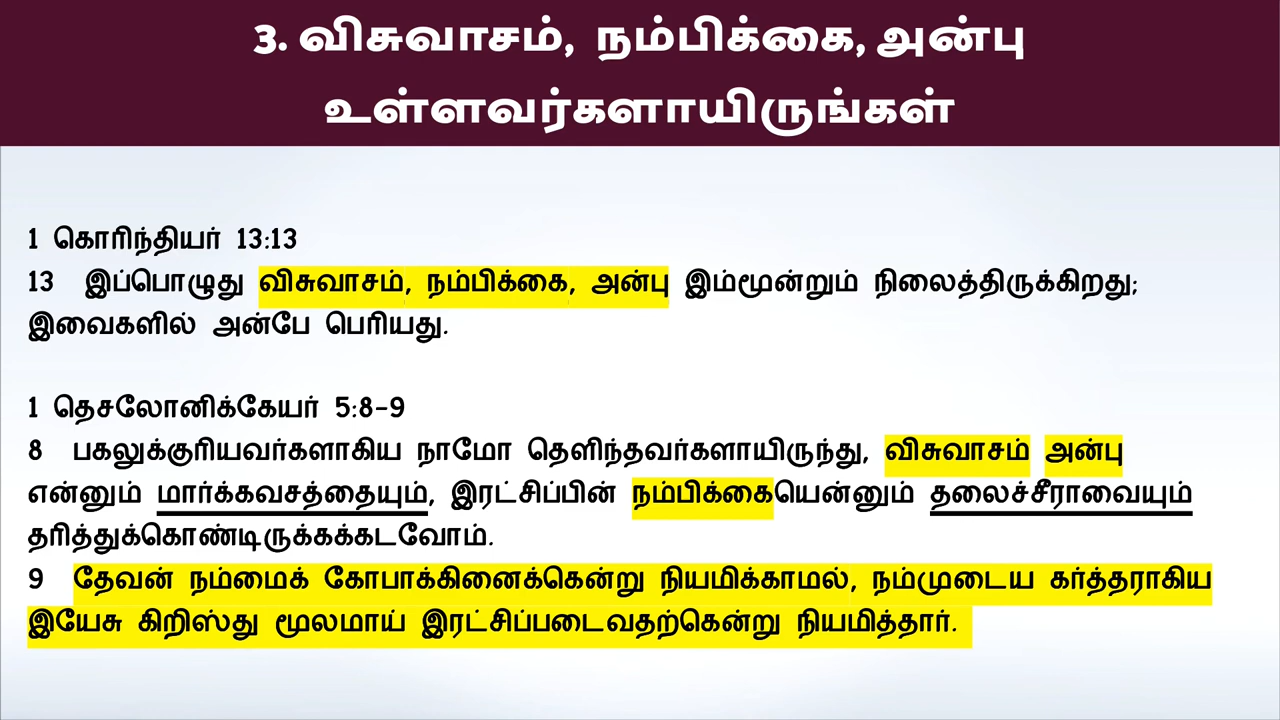 3. விசுவாசம், நம்பிக்கை, அன்பு
உள்ளவர்களாயிருங்கள்
1 கொரிந்தியர் 13:13
13 இப்பொழுது விசுவாசம், நம்பிக்கை, அன்பு இம்மூன்றும் நிலைத்திருக்கிறது;
இவைகளில் அன்பே பெரியது.
1 தெசலோனிக்கேயர் 5:8-9
8 பகலுக்குரியவர்களாகிய நாமோ தெளிந்தவர்களாயிருந்து, விசுவாசம் அன்பு
என்னும் மார்க்கவசத்தையும், இரட்சிப்பின் நம்பிக்கையென்னும் தலைச்சீராவையும்
தரித்துக்கொண்டிருக்கக்கடவோம்.
9 தேவன் நம்மைக் கோபாக்கினைக்கென்று நியமிக்காமல், நம்முடைய கர்த்தராகிய
இயேசு கிறிஸ்து மூலமாய் இரட்சிப்படைவதற்கென்று நியமித்தார்.